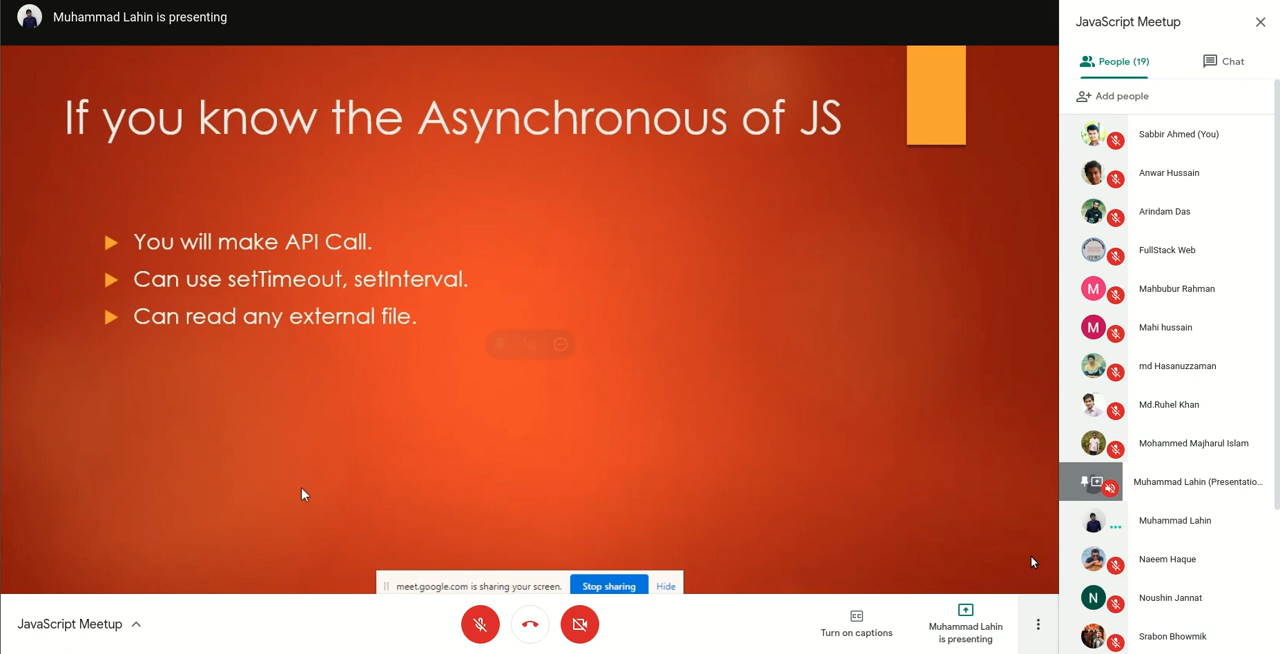 Muhammad Lahin is presenting
If you know the Asynchronous of JS
You will make API Call.
Can use setTimeout, setInterval.
Can read any external file.
meet.google.com is sharing your screen.
Stop sharing
Hide
JavaScript Meetup
Turn on captions
Muhammad Lahin
is presenting
JavaScript Meetup
People (19)
Chat
Add people
Sabbir Ahmed (You)
Anwar Hussain
Arindam Das
FullStack Web
M
Mahbubur Rahman
M
Mahi hussain
md Hasanuzzaman
Md.Ruhel Khan
Mohammed Majharul Islam
Muhammad Lahin (Presentatio...
Muhammad Lahin
Naeem Haque
N
Noushin Jannat
Srabon Bhowmik